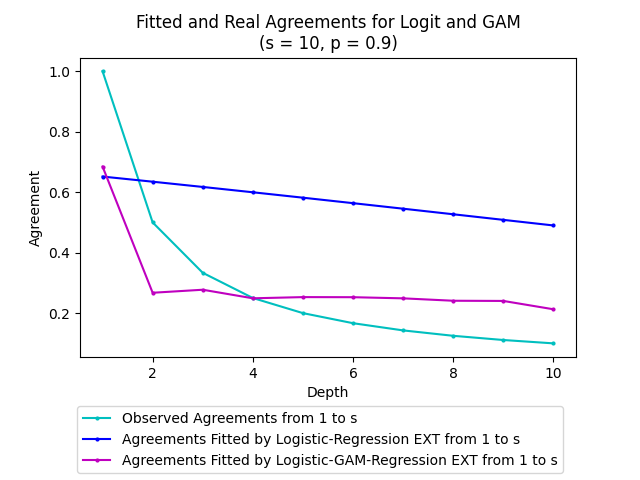 Fitted and Real Agreements for Logit and GAM
(s = 10, p = 0.9)
1.0
0.8
0.6
0.4
0.2
Agreement
2 4 6 8 10
Depth
Observed Agreements from 1 to s
Agreements Fitted by Logistic-Regression EXT from 1 to s
Agreements Fitted by Logistic-GAM-Regression EXT from 1 to s